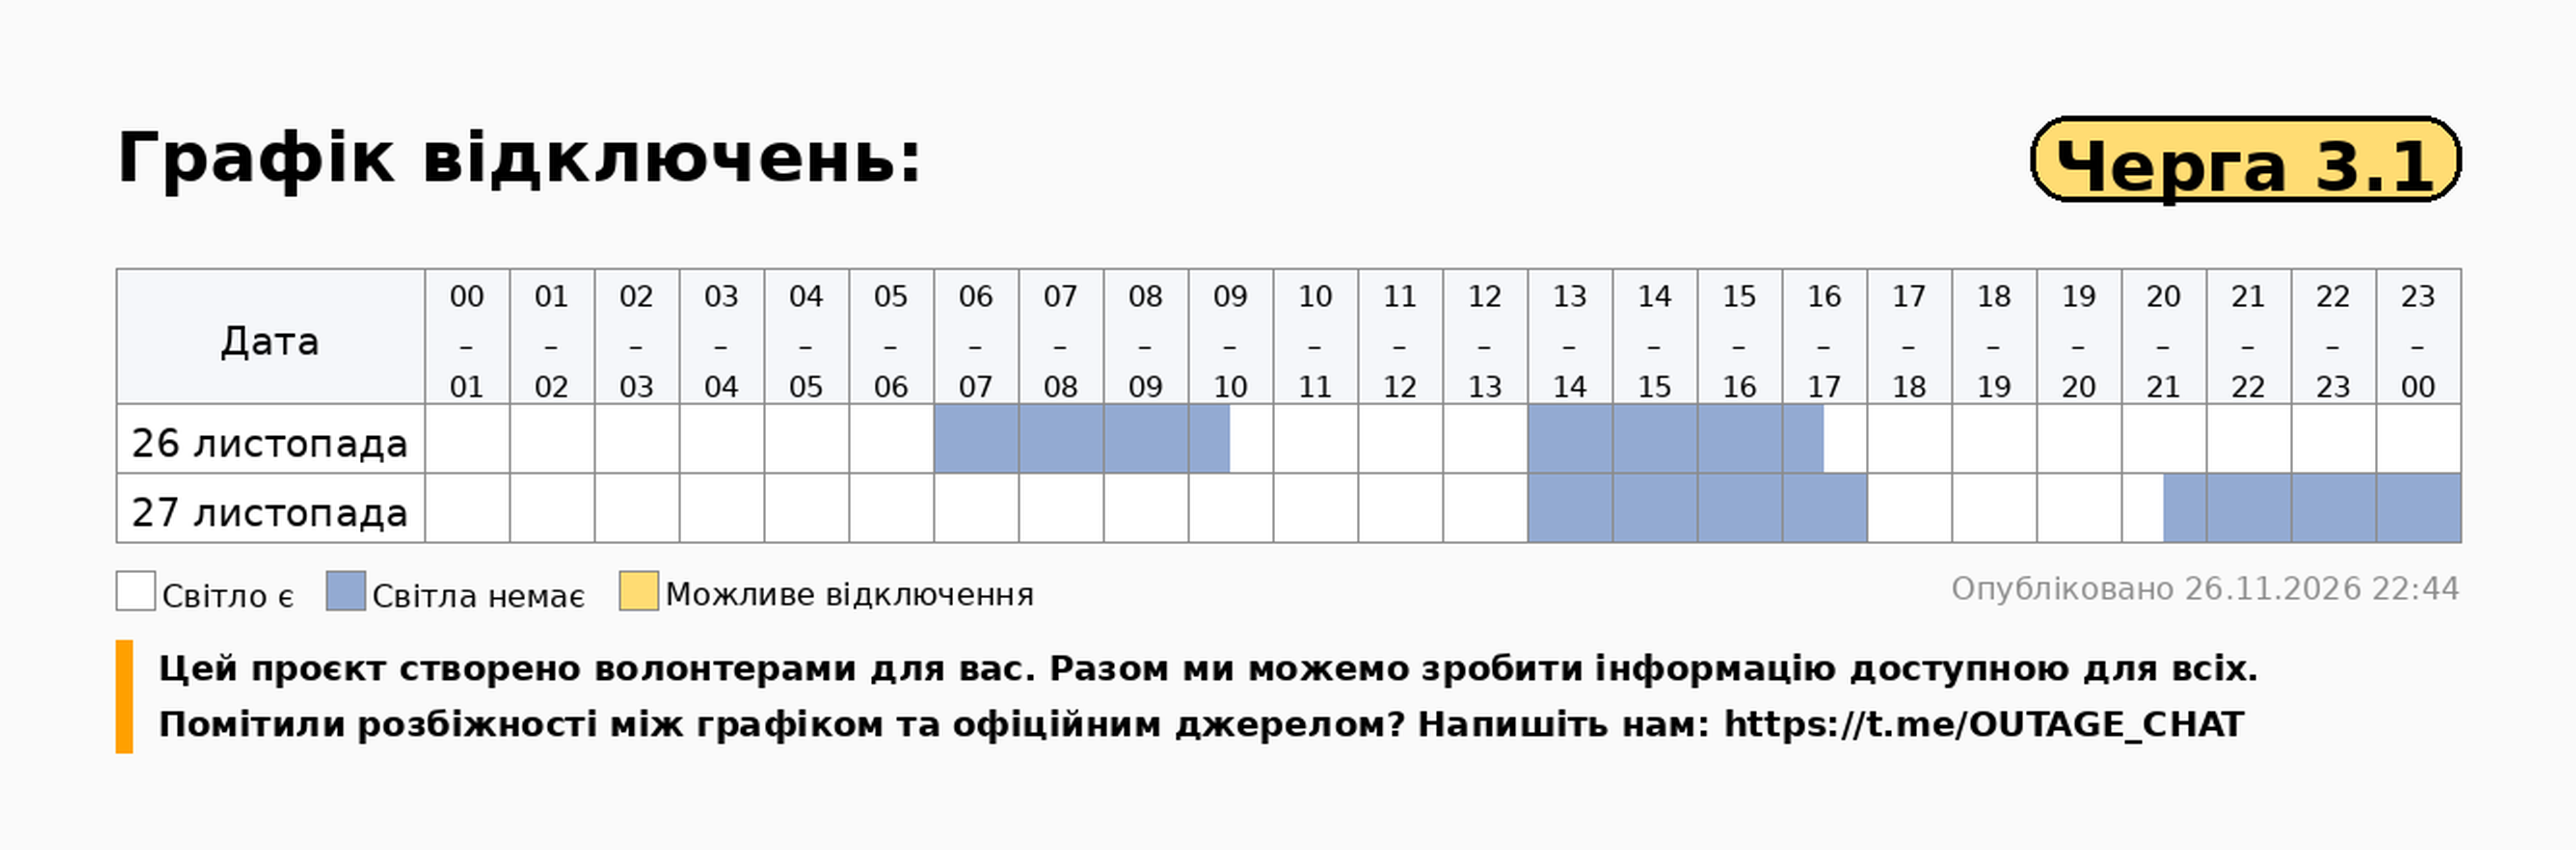 Графік відключень:
Черга 3.1
Дата
00 – 01
01 – 02
02 – 03
03 – 04
04 – 05
05 – 06
06 – 07
07 – 08
08 – 09
09 – 10
10 – 11
11 – 12
12 – 13
13 – 14
14 – 15
15 – 16
16 – 17
17 – 18
18 – 19
19 – 20
20 – 21
21 – 22
22 – 23
23 – 00
26 листопада
27 листопада
Світло є
Світла немає
Можливе відключення
Опубліковано 26.11.2026 22:44
Цей проєкт створено волонтерами для вас. Разом ми можемо зробити інформацію доступною для всіх.
Помітили розбіжності між графіком та офіційним джерелом? Напишіть нам: https://t.me/OUTAGE_CHAT